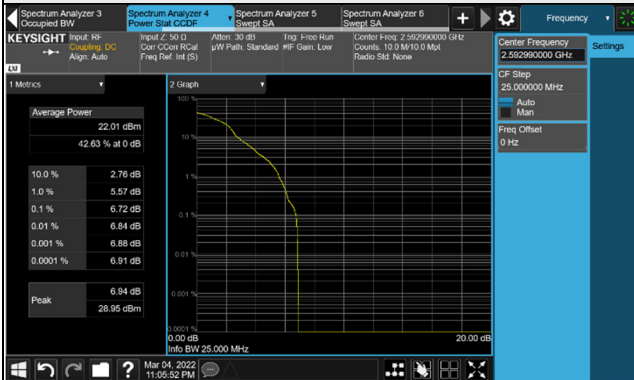 Spectrum Analyzer 3
Occupied BW
Spectrum Analyzer 4
Power Stat CCDF
Spectrum Analyzer 5
Swept SA
Spectrum Analyzer 6
Swept SA
Frequency
KEYSIGHT
Input: RF
Coupling: DC
Align: Auto
Input Z: 50 Ω
Corr CCorr RCal
Freq Ref: Int (S)
Atten: 30 dB
µW Path: Standard
Trig: Free Run
#IF Gain: Low
Center Freq: 2.592990000 GHz
Counts: 10.0 M/10.0 Mpt
Radio Std: None
LXI
Center Frequency
2.592990000 GHz
Settings
CF Step
25.000000 MHz
Auto
Man
Freq Offset
0 Hz
1 Metrics
Average Power
22.01 dBm
42.63 % at 0 dB
10.0 % 2.76 dB
1.0 % 5.57 dB
0.1 % 6.72 dB
0.01 % 6.84 dB
0.001 % 6.88 dB
0.0001 % 6.91 dB
Peak
6.94 dB
28.95 dBm
2 Graph
100 %
10 %
1 %
0.1 %
0.01 %
0.001 %
0.0001 %
0.00 dB
20.00 dB
Info BW 25.000 MHz
Mar 04, 2022
11:05:52 PM